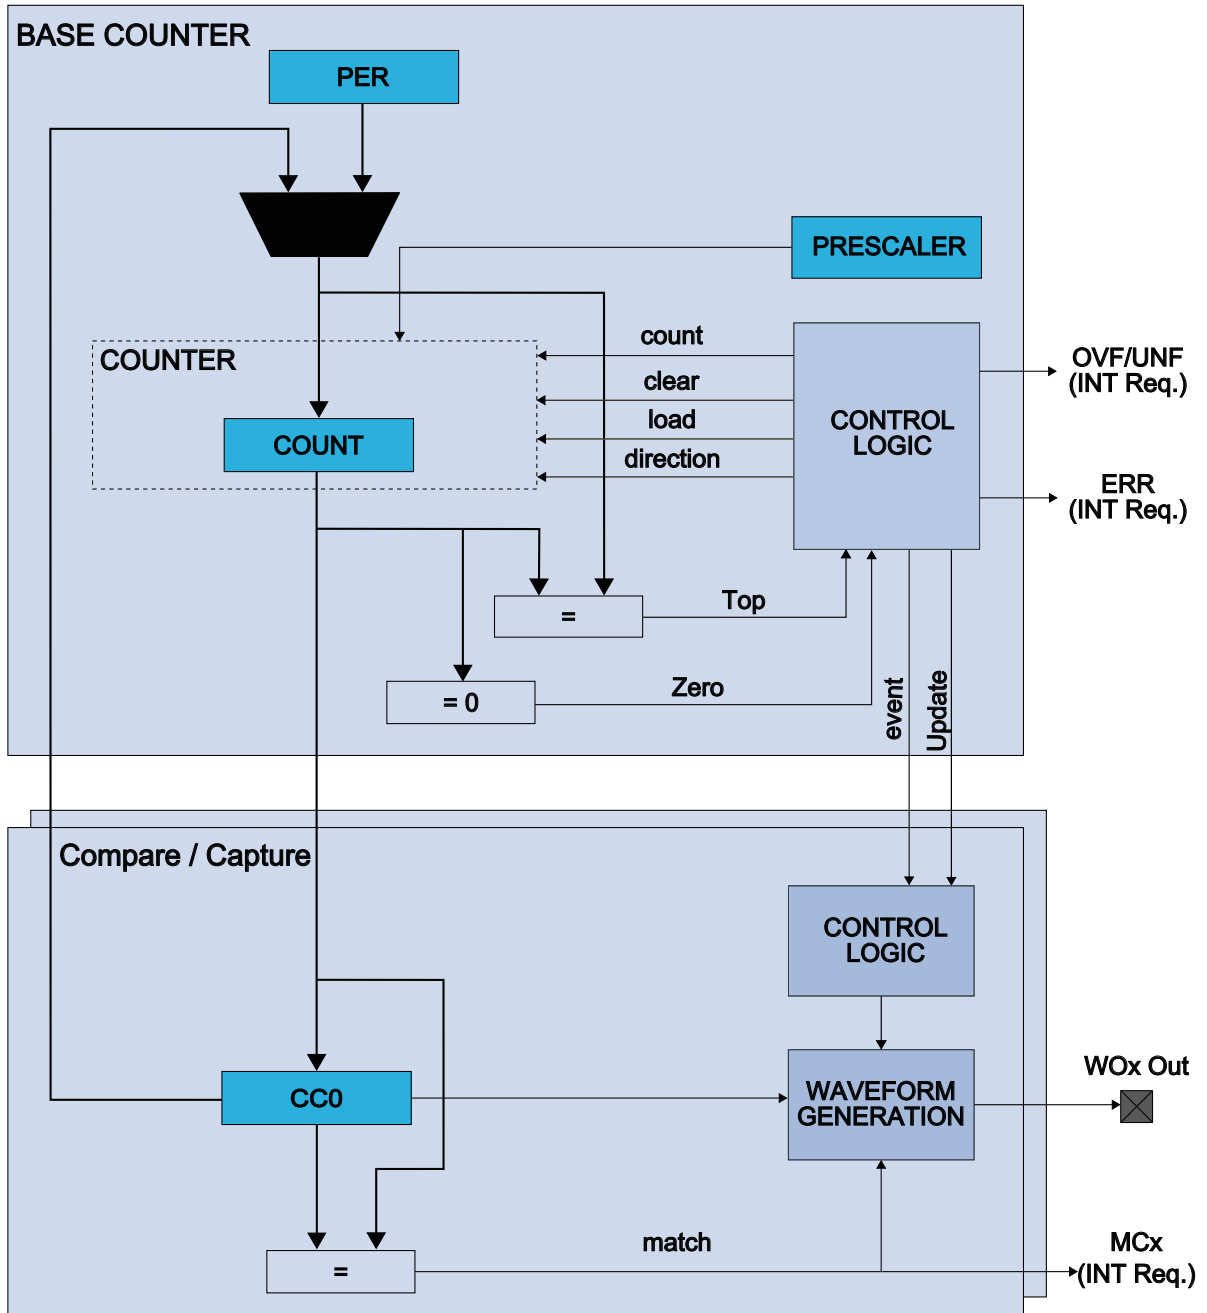 BASE COUNTER
PER
PRESCALER
COUNTER
COUNT
count
clear
load
direction
CONTROL
LOGIC
OVF/UNF
(INT Req.)
ERR
(INT Req.)
=
Top
= 0
Zero
event
Update
Compare / Capture
CONTROL
LOGIC
CC0
WAVEFORM
GENERATION
WOx Out
=
match
MCx
(INT Req.)